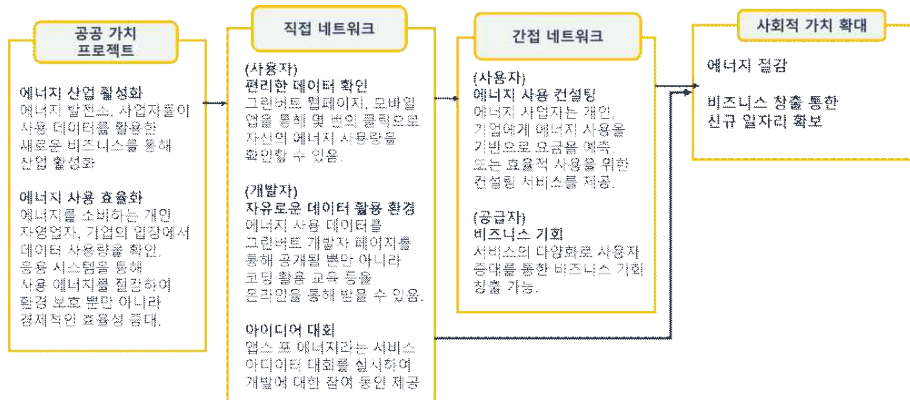 공공 가치
프로젝트
에너지 산업 활성화
에너지 발전소, 사업자들이
사용 데이터를 활용한
새로운 비즈니스를 통해
산업 활성화
에너지 사용 효율화
에너지를 소비하는 개인
자영업자, 기업의 입장에서
데이터 사용량을 확인,
응용 시스템을 통해
사용 에너지를 절감하여
환경 보호 뿐만 아니라
경제적인 효율성 증대.
직접 네트워크
(사용자)
편리한 데이터 확인
그린버튼 웹페이지, 모바일
앱을 통해 몇 번의 클릭으로
자신의 에너지 사용량을
확인할 수 있음.
(개발자)
자유로운 데이터 활용 환경
에너지 사용 데이터를
그린버튼 개발자 페이지를
통해 공개될 뿐만 아니라
코딩 활용 교육 등을
온라인을 통해 받을 수 있음.
아이디어 대회
앱스 포 에너지라는 서비스
아디이터 대회를 실시하여
개발에 대한 참여 동인 제공
간접 네트워크
(사용자)
에너지 사용 컨설팅
에너지 사업자는 개인,
기업에게 에너지 사용을
기반으로 요금을 예측,
또는 효율적 사용을 위한
컨설팅 서비스를 제공.
(공급자)
비즈니스 기회
서비스의 다양화로 사용자
증대를 통한 비즈니스 기회
창출 가능.
사회적 가치 확대
에너지 절감
비즈니스 창출 통한
신규 일자리 확보